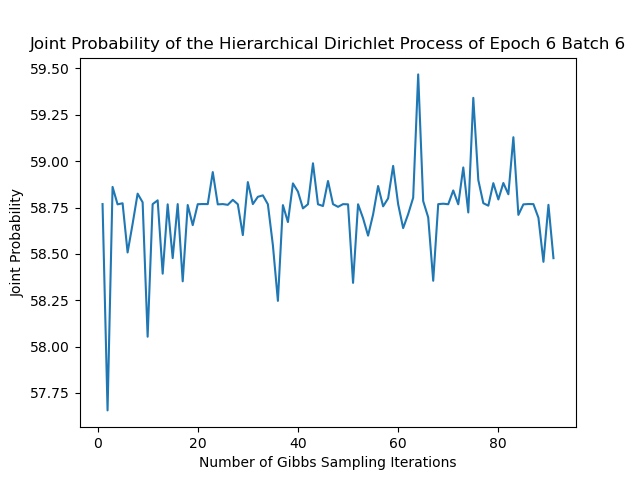 Joint Probability of the Hierarchical Dirichlet Process of Epoch 6 Batch 6
59.50
59.25
59.00
58.75
58.50
58.25
58.00
57.75
Joint Probability
0 20 40 60 80
Number of Gibbs Sampling Iterations